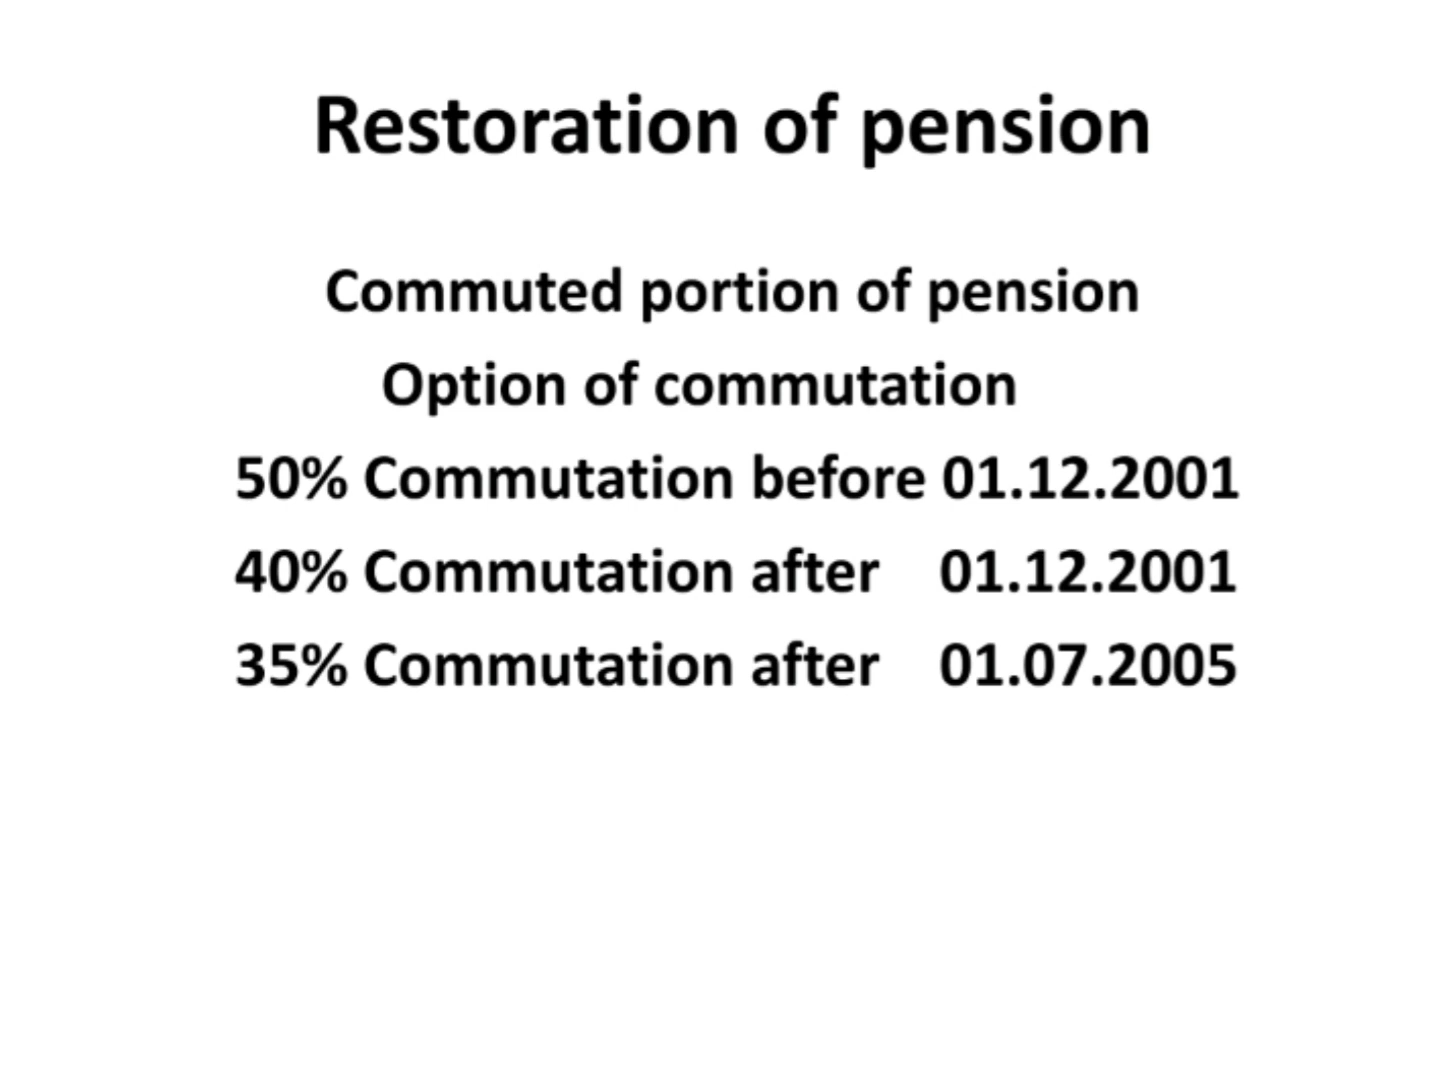 Restoration of pension
Commuted portion of pension
Option of commutation
50% Commutation before 01.12.2001
40% Commutation after 01.12.2001
35% Commutation after 01.07.2005